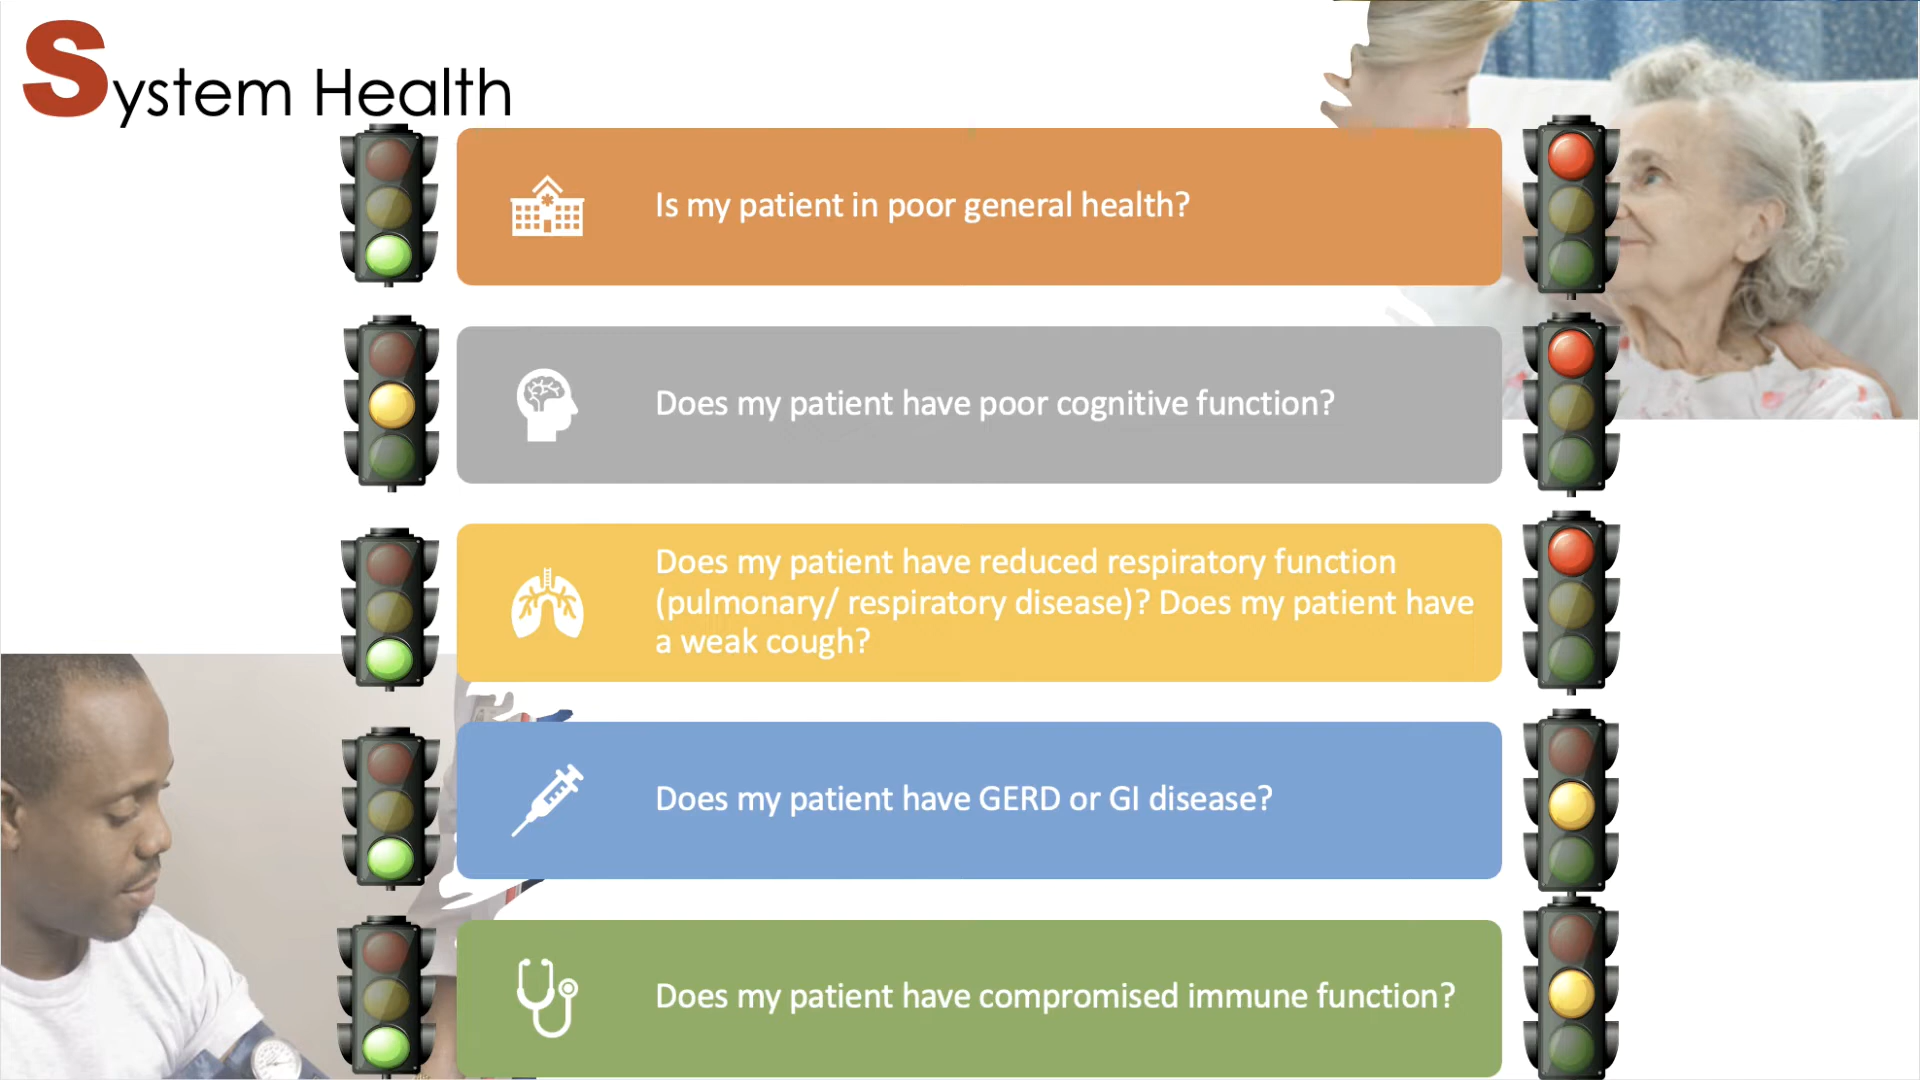 System Health
Is my patient in poor general health?
Does my patient have poor cognitive function?
Does my patient have reduced respiratory function
(pulmonary/ respiratory disease)? Does my patient have
a weak cough?
Does my patient have GERD or GI disease?
Does my patient have compromised immune function?